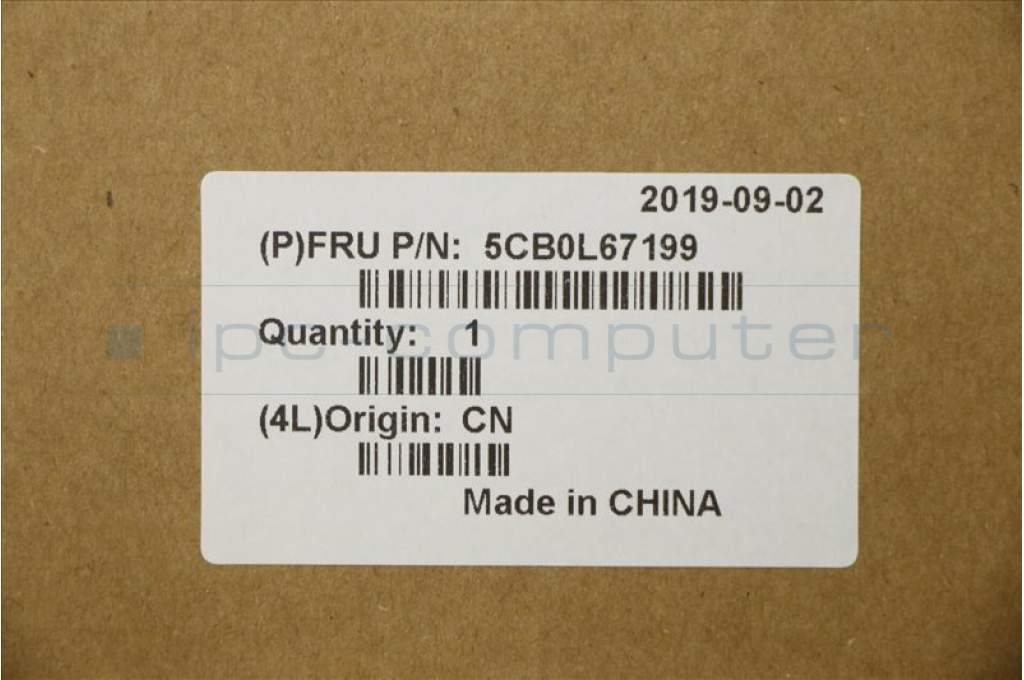 2019-09-02
(P)FRU P/N: 5CB0L67199
Quantity: 1
ipc-computer
(4L)Origin: CN
Made in CHINA